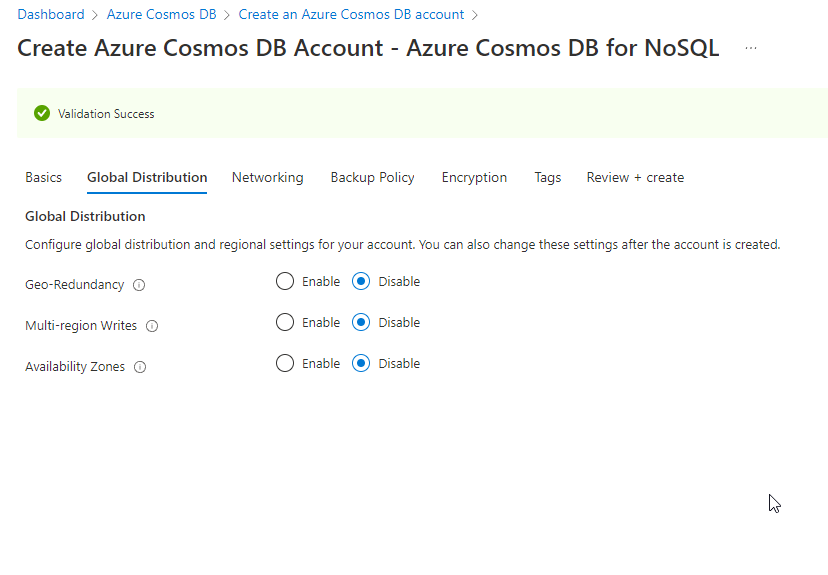 Dashboard > Azure Cosmos DB > Create an Azure Cosmos DB account >
Create Azure Cosmos DB Account - Azure Cosmos DB for NoSQL ...
Validation Success
Basics Global Distribution Networking Backup Policy Encryption Tags Review + create
Global Distribution
Configure global distribution and regional settings for your account. You can also change these settings after the account is created.
Geo-Redundancy Enable Disable
Multi-region Writes Enable Disable
Availability Zones Enable Disable